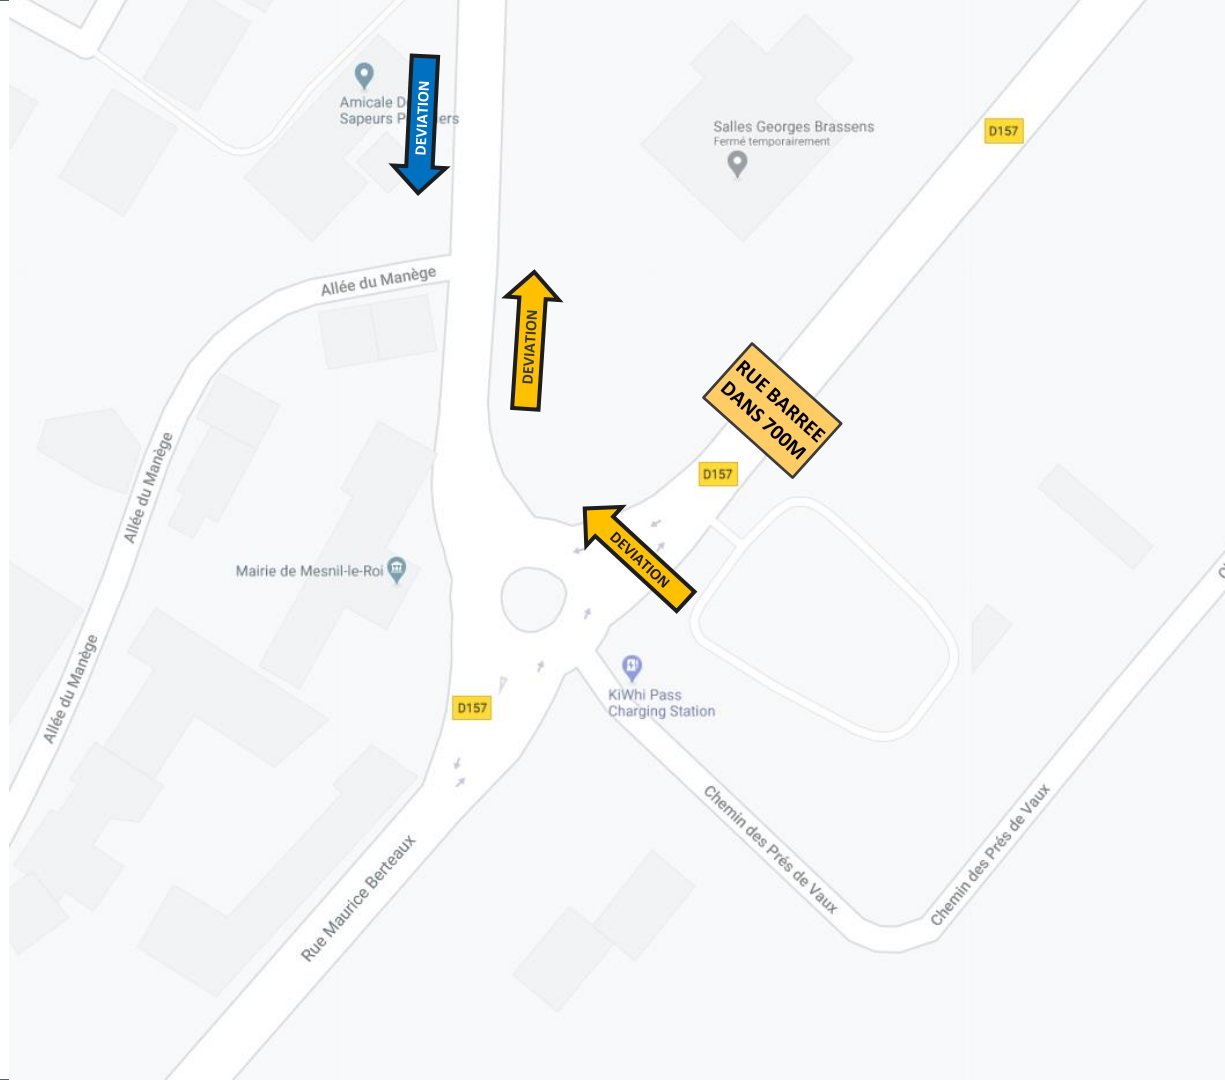 DEVIATION
Amicale D
Sapeurs P
ers
Salles Georges Brassens
Fermé temporairement
D157
Allée du Manège
DEVIATION
RUE BARREE
DANS 700M
D157
Allée du Manège
DEVIATION
Mairie de Mesnil-le-Roi
Allée du Manège
KiWhi Pass
Charging Station
D157
Chemin des Prés de Vaux
Chemin des Prés de Vaux
Rue Maurice Berteaux